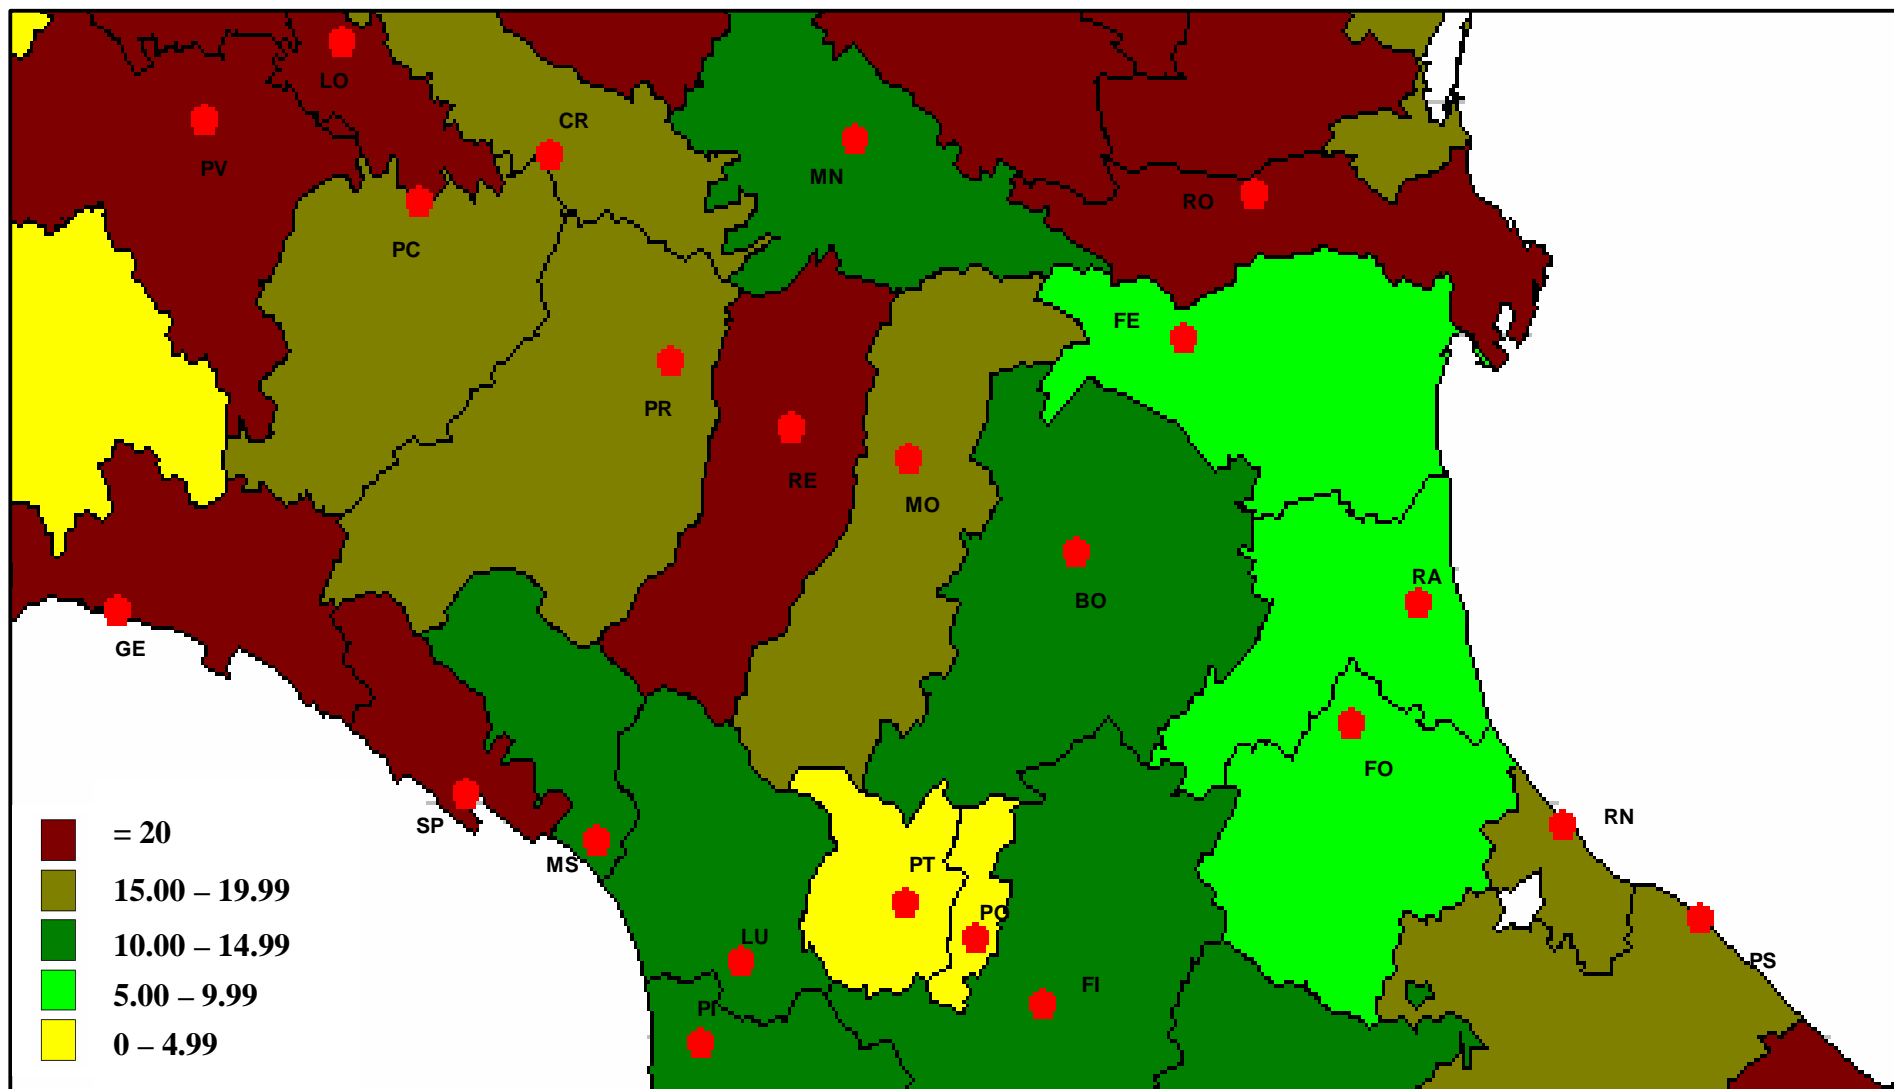 LO
CR
PV
MN
RO
PC
FE
PR
RE
MO
RA
BO
GE
FO
RN
SP
= 20
MS
PT
15.00 – 19.99
PO
LU
10.00 – 14.99
PS
FI
5.00 – 9.99
PI
0 – 4.99